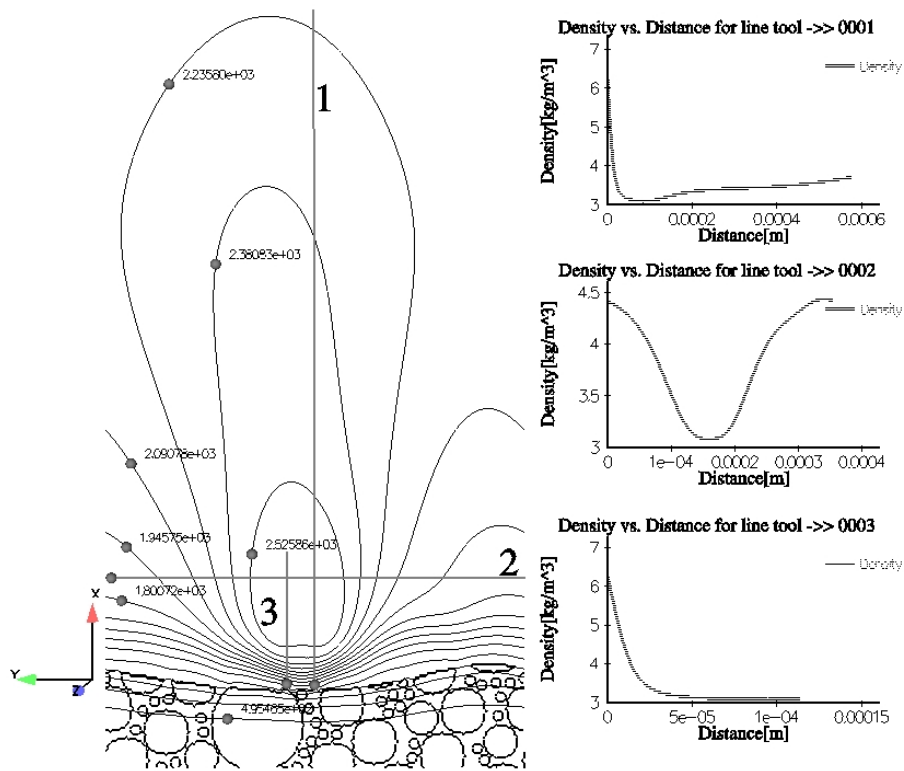 2.23580e+03
1
2.38083e+03
2.09078e+03
1.94575e+03
2.52586e+03
2
1.80072e+03
3
X
Y
Z
Density vs. Distance for line tool ->> 0001
7
6
5
4
3
Density[kg/m^3)
Density
0
0.0002
0.0004
0.0006
Distance[m]
Density vs. Distance for line tool ->> 0002
4.5
4
3.5
3
Density[kg/m^3)
Density
0
1e-04
0.0002
0.0003
0.0004
Distance[m]
Density vs. Distance for line tool ->> 0003
7
6
5
4
3
Density[kg/m^3)
Density
0
5e-05
1e-04
0.00015
Distance[m]